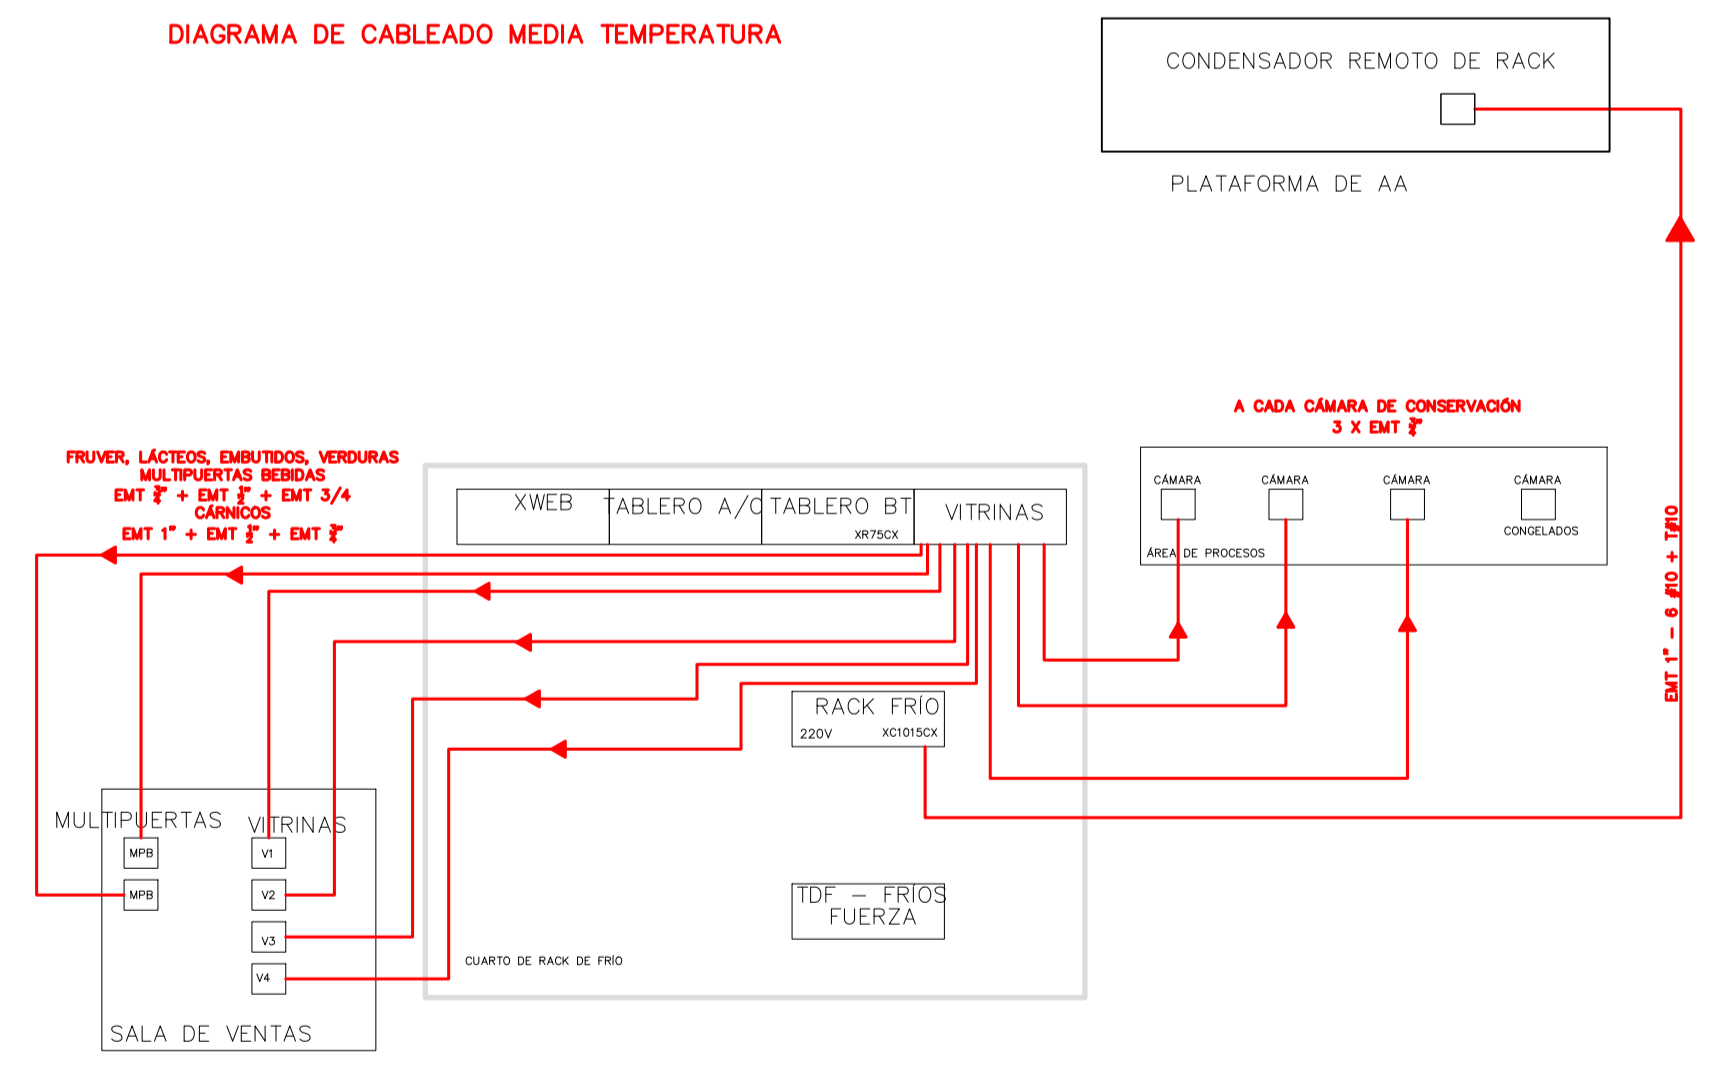 DIAGRAMA DE CABLEADO MEDIA TEMPERATURA
CONDENSADOR REMOTO DE RACK
PLATAFORMA DE AA
A CADA CÁMARA DE CONSERVACIÓN
3 X EMT ¾"
FRUVER, LÁCTEOS, EMBUTIDOS, VERDURAS
MULTIPUERTAS BEBIDAS
EMT ¾" + EMT ½" + EMT 3/4
CÁRNICOS
EMT 1" + EMT ½" + EMT ¾"
XWEB
TABLERO A/C
TABLERO BT
XR75CX
VITRINAS
CÁMARA
CÁMARA
CÁMARA
CÁMARA
CONGELADOS
ÁREA DE PROCESOS
EMT 1" - 6 #10 + T#10
RACK FRÍO
220V
XC1015CX
MULTIPUERTAS
VITRINAS
MPB
MPB
V1
V2
V3
V4
SALA DE VENTAS
TDF - FRÍOS
FUERZA
CUARTO DE RACK DE FRÍO